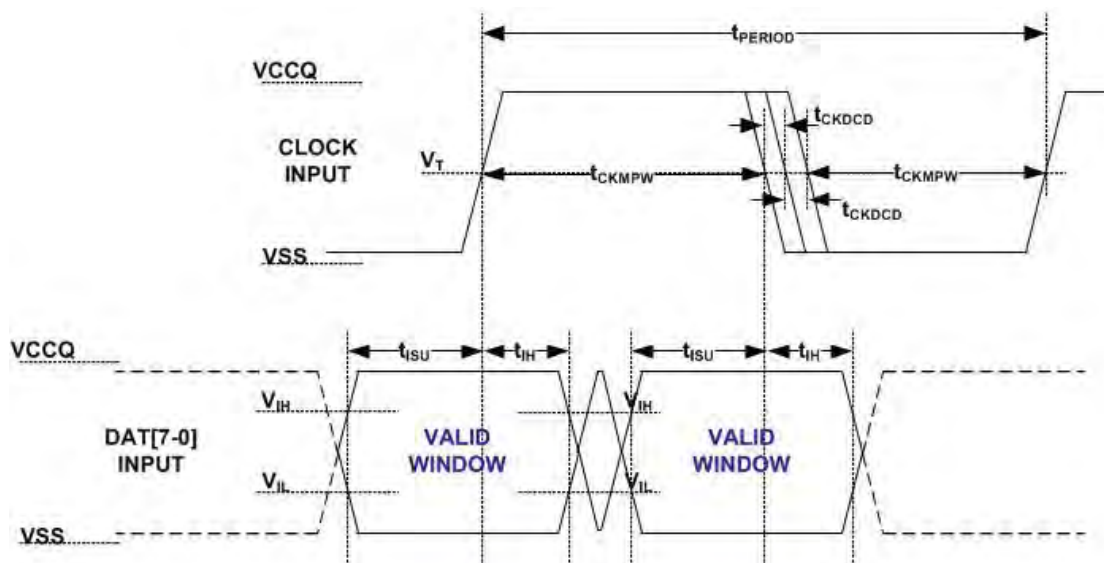 tPERIOD
VCCQ
tCKDCD
CLOCK
INPUT
VT
tCKMPW
tCKMPW
tCKDCD
VSS
VCCQ
tISU
tIH
tISU
tIH
VIH
VIH
DAT[7-0]
INPUT
VALID
WINDOW
VALID
WINDOW
VIL
VIL
VSS